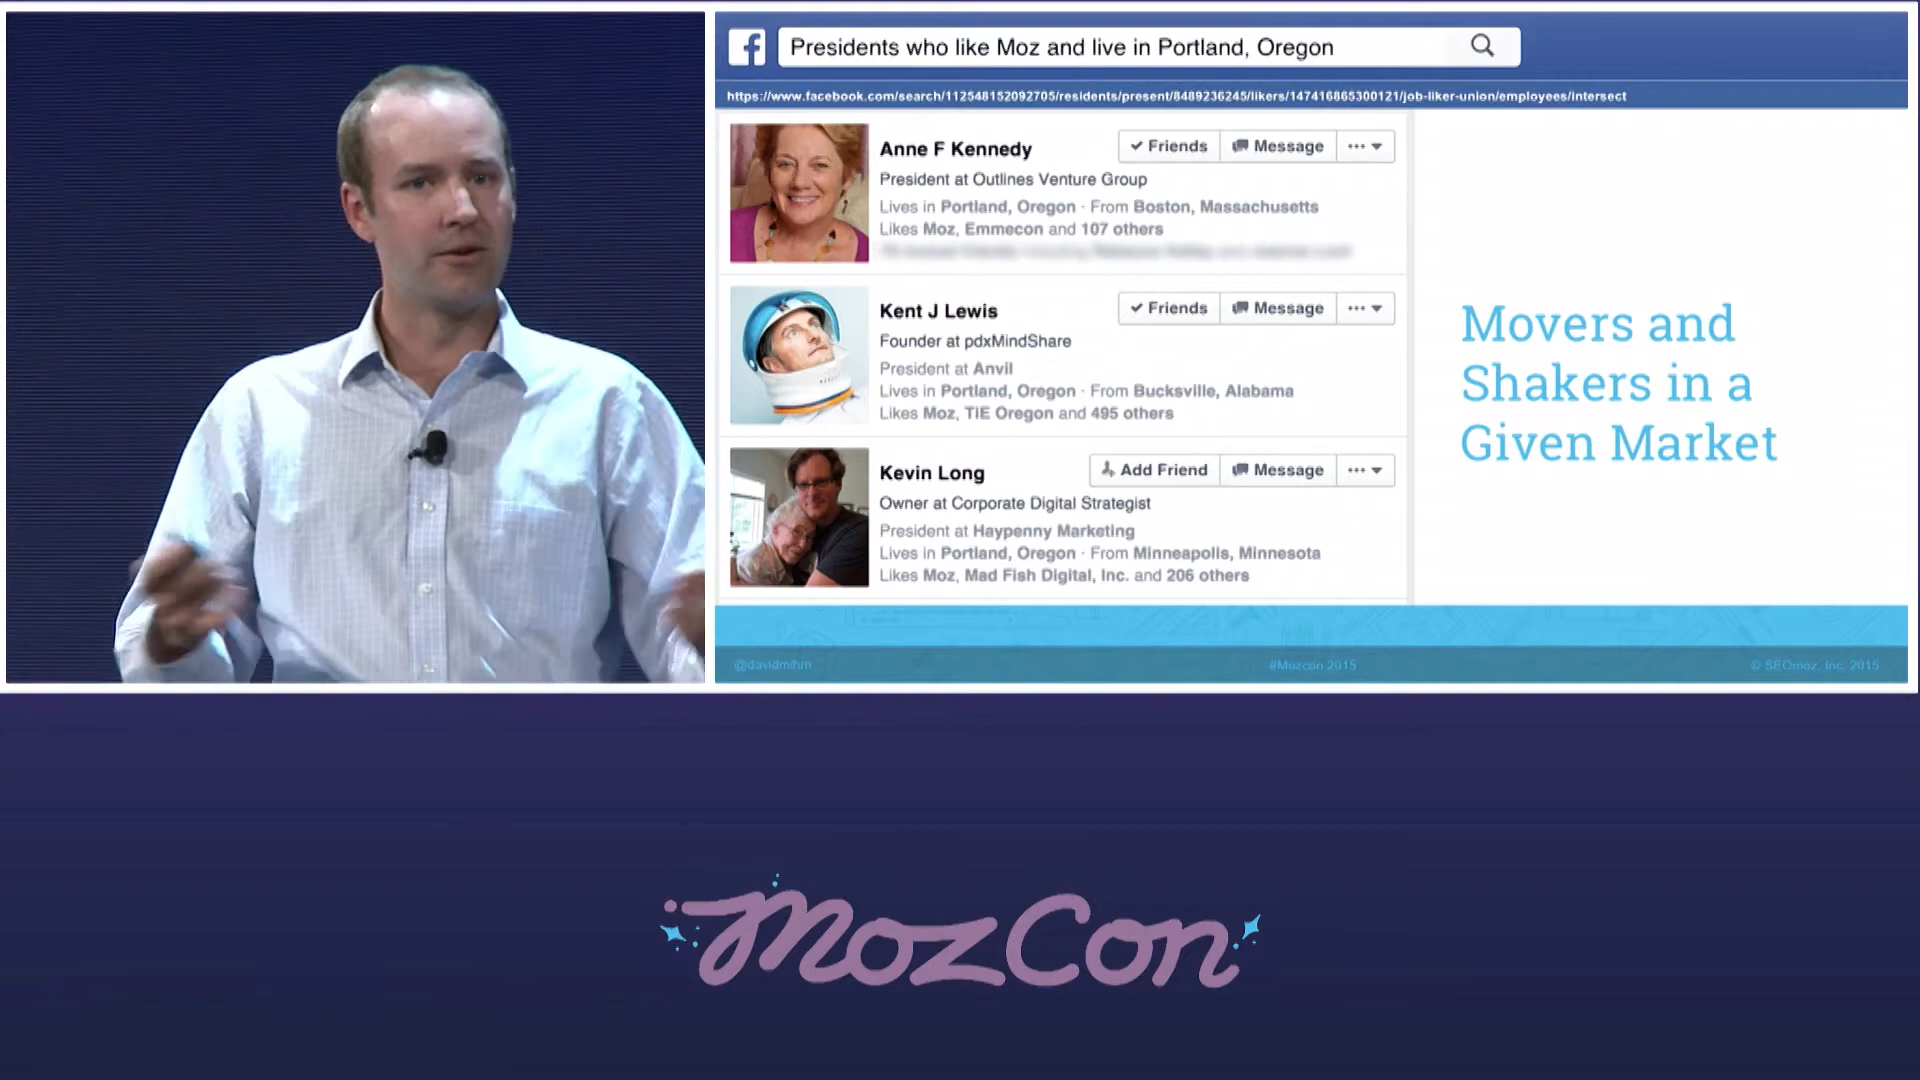 Presidents who like Moz and live in Portland, Oregon
https://www.facebook.com/search/112548152092705/residents/present/8489236245/likers/147416865300121/job-liker-union/employees/intersect
Anne F Kennedy
Friends Message
President at Outlines Venture Group
Lives in Portland, Oregon · From Boston, Massachusetts
Likes Moz, Emmecon and 107 others
Kent J Lewis
Friends Message
Founder at pdxMindShare
President at Anvil
Lives in Portland, Oregon · From Bucksville, Alabama
Likes Moz, TiE Oregon and 495 others
Kevin Long
Add Friend Message
Owner at Corporate Digital Strategist
President at Haypenny Marketing
Lives in Portland, Oregon · From Minneapolis, Minnesota
Likes Moz, Mad Fish Digital, Inc. and 206 others
Movers and
Shakers in a
Given Market
@davidmihm #Mozcon 2015 © SEOmoz, Inc. 2015
MozCon